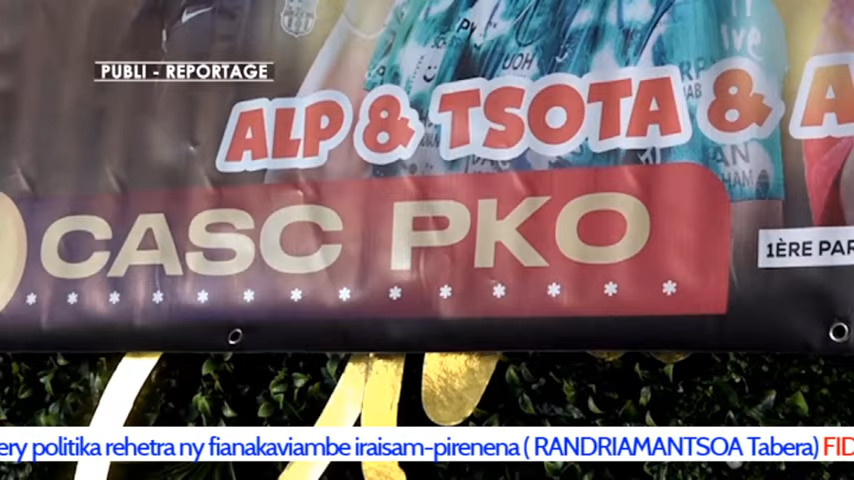 PUBLI - REPORTAGE
ALP & TSOTA & A
CASC PKO
1ÈRE PAR
ery politika rehetra ny fianakaviambe iraisam-pirenena ( RANDRIAMANTSOA Tabera) FID